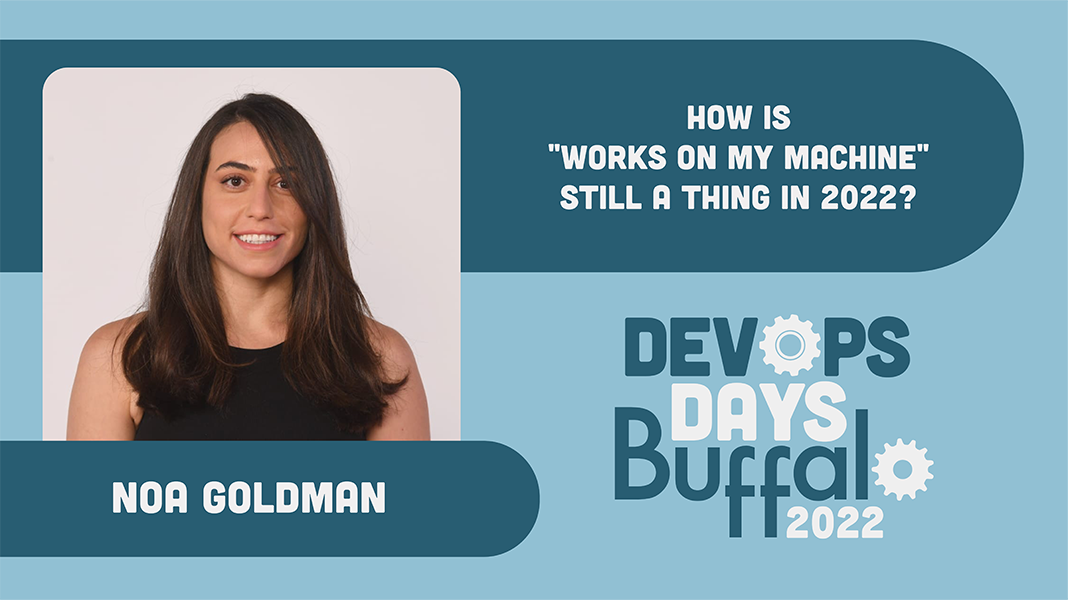 HOW IS
"WORKS ON MY MACHINE"
STILL A THING IN 2022?
DEVOPS
DAYS
Buffalo
2022
NOA GOLDMAN